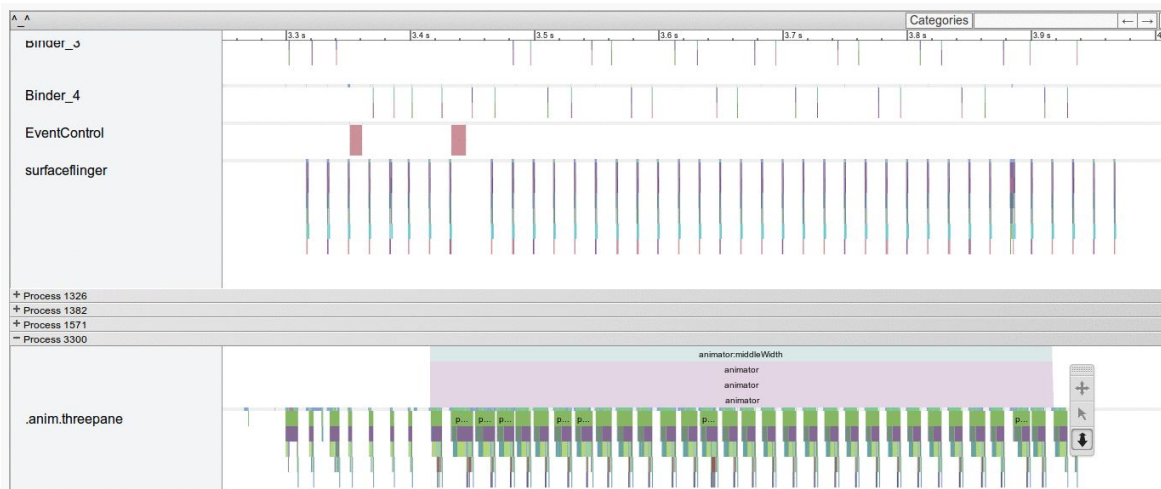 ^_^
Categories
← →
3.3 s 3.4 s 3.5 s 3.6 s 3.7 s 3.8 s 3.9 s 4
Binder_3
Binder_4
EventControl
surfaceflinger
+ Process 1326
+ Process 1382
+ Process 1571
− Process 3300
animator:middleWidth
animator
animator
animator
.anim.threepane
p... p... p... p... p... p... p...